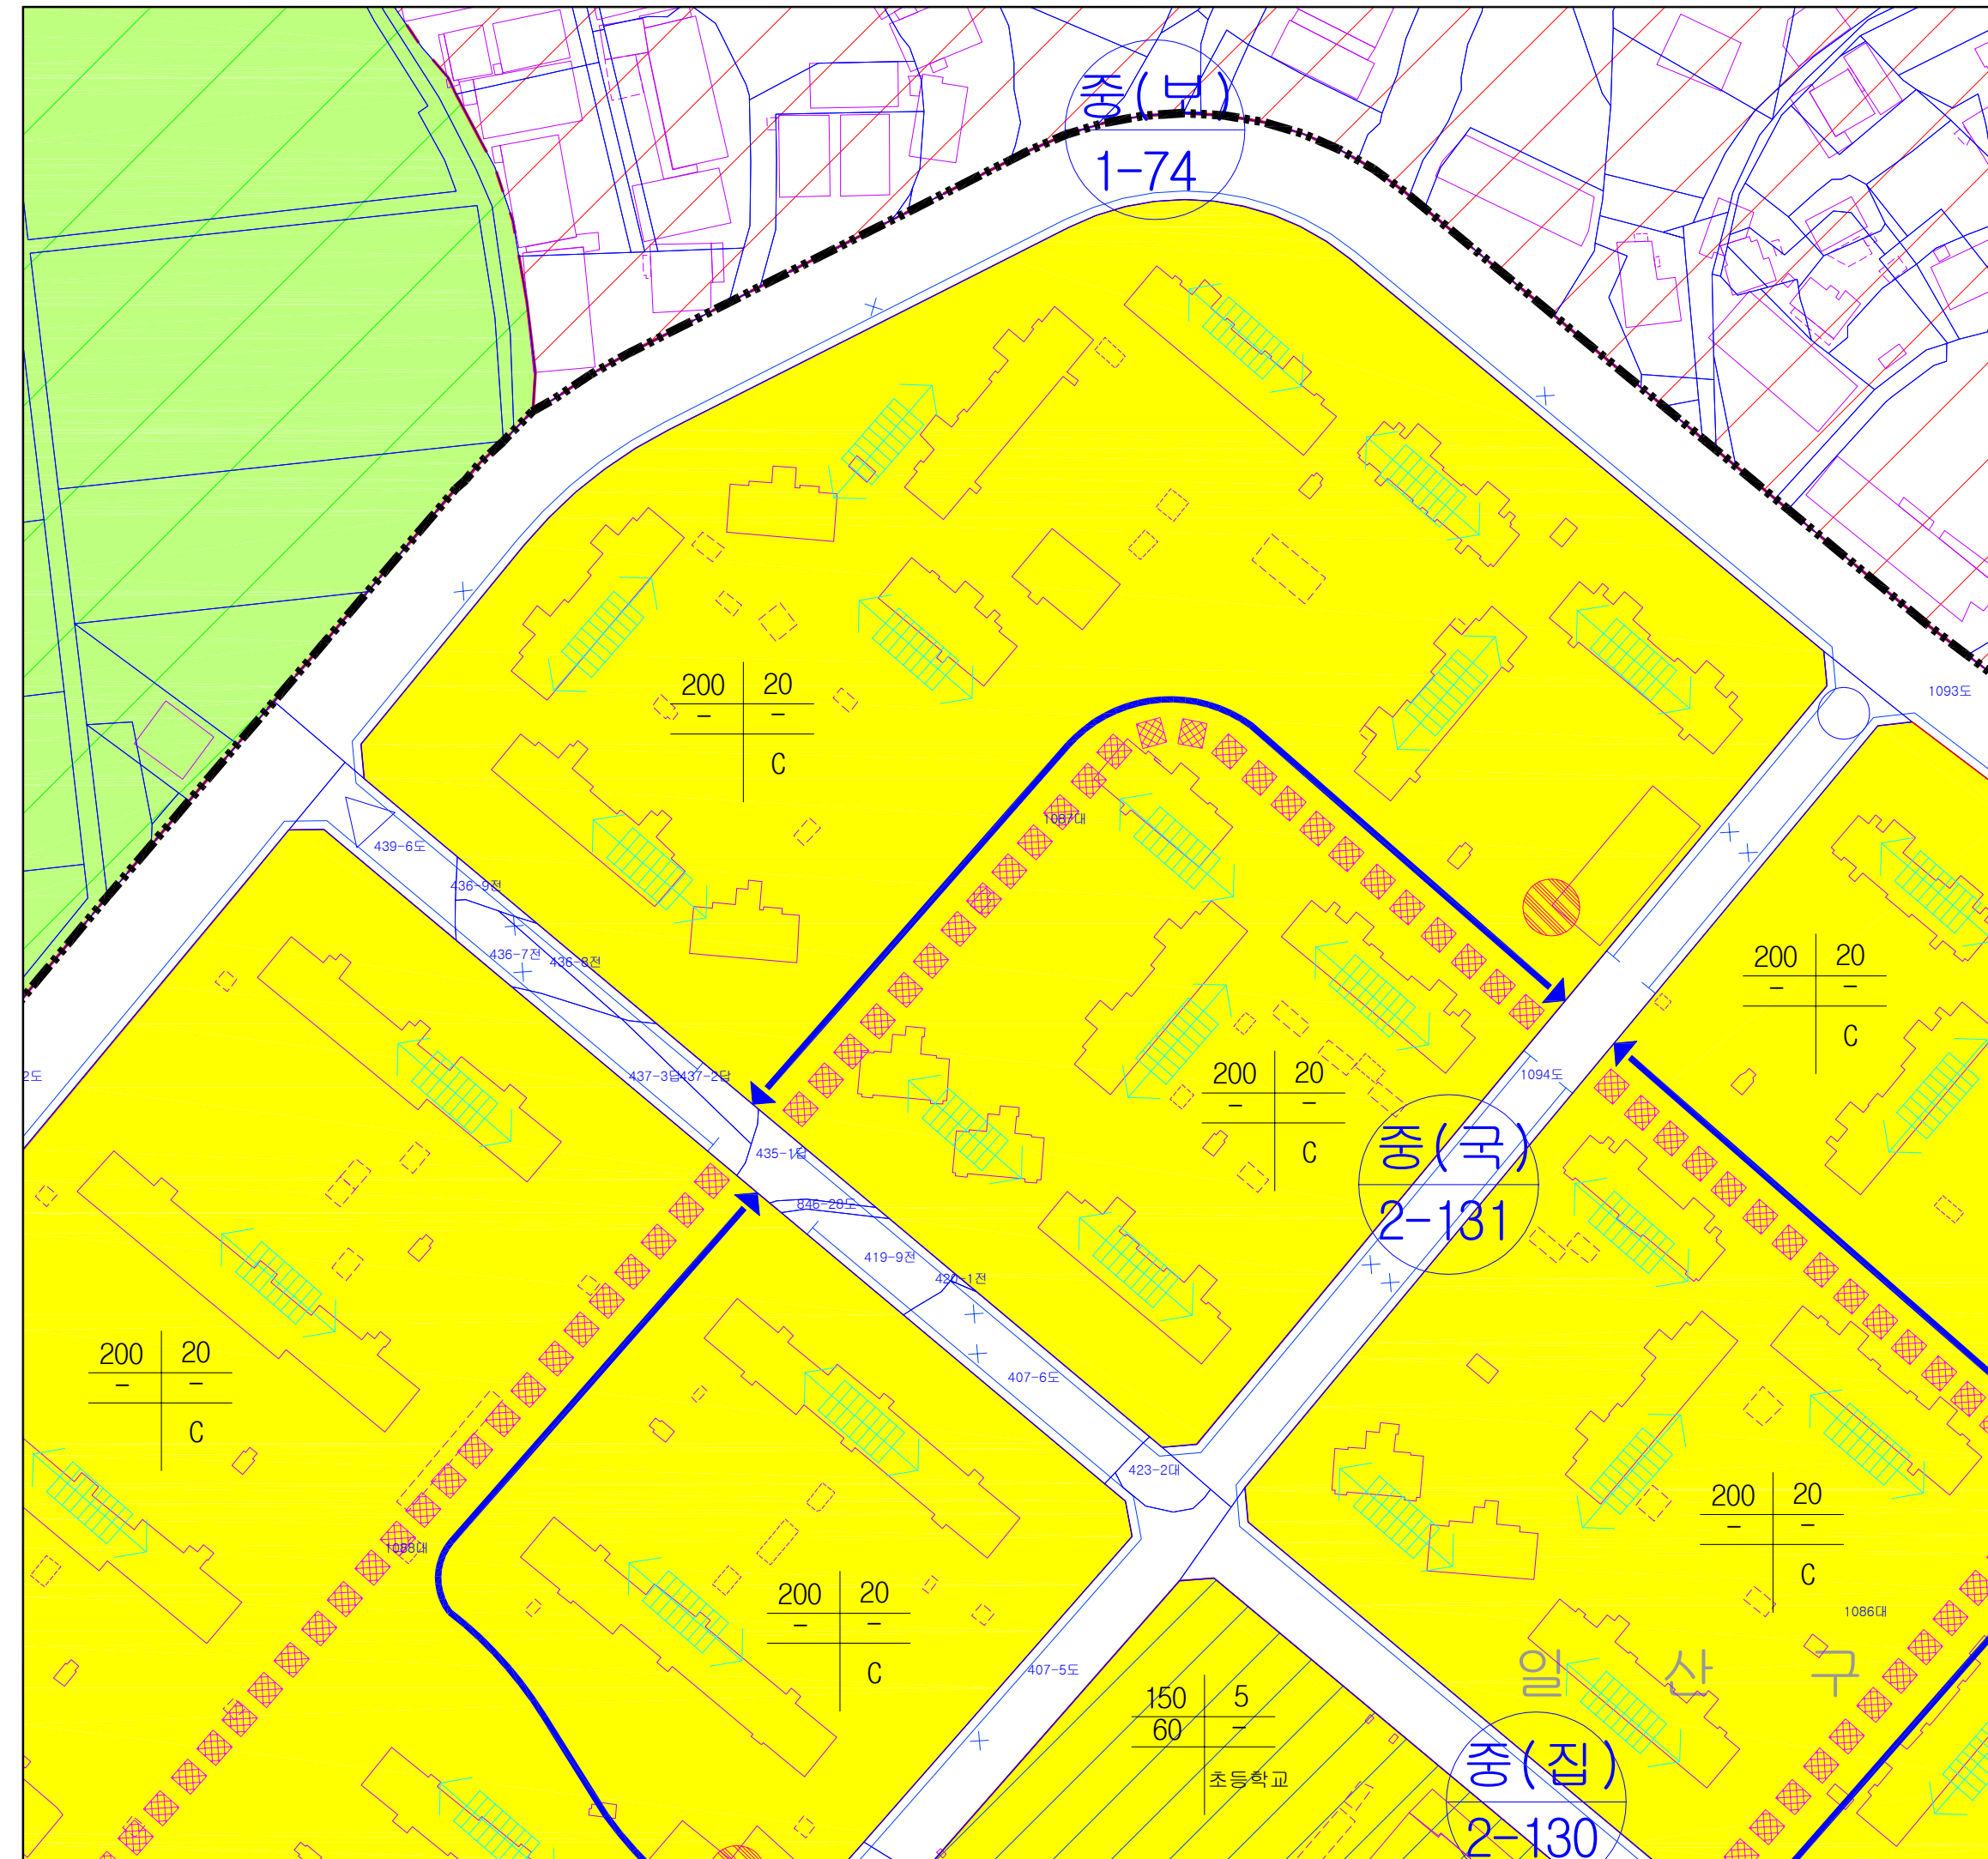 중(보)
1-74
1093도
200 20
- -
C
1087대
439-6도
436-9전
436-7전 436-8전
200 20
- -
C
2도
437-3답 437-2답
1094도
200 20
- -
C
중(국)
2-131
435-1답
846-28도
419-9전
420-1전
407-6도
200 20
- -
C
423-2대
200 20
- -
C
1088대
200 20
- -
C
1086대
일 산 구
407-5도
150 5
60 -
초등학교
중(집)
2-130